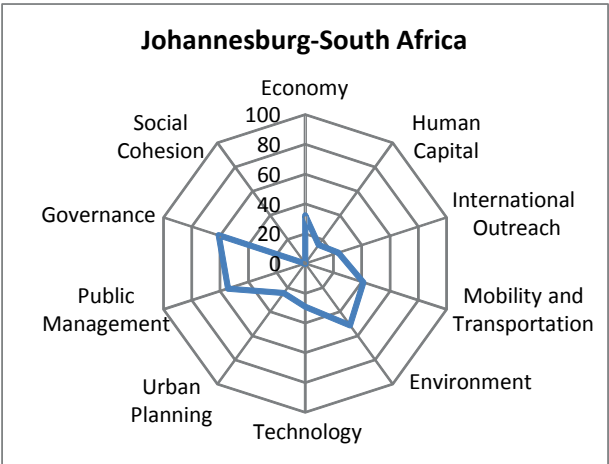 Johannesburg-South Africa
Economy
Human
Capital
International
Outreach
Mobility and
Transportation
Environment
Technology
Urban
Planning
Public
Management
Governance
Social
Cohesion
100
80
60
40
20
0